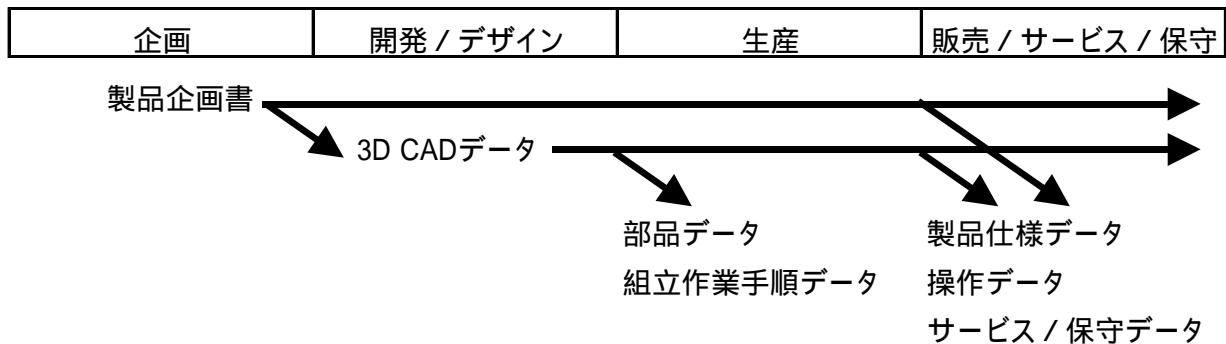 企画 開発 / デザイン 生産 販売 / サービス / 保守
製品企画書
3D CADデータ
部品データ 製品仕様データ
組立作業手順データ 操作データ
サービス / 保守データ